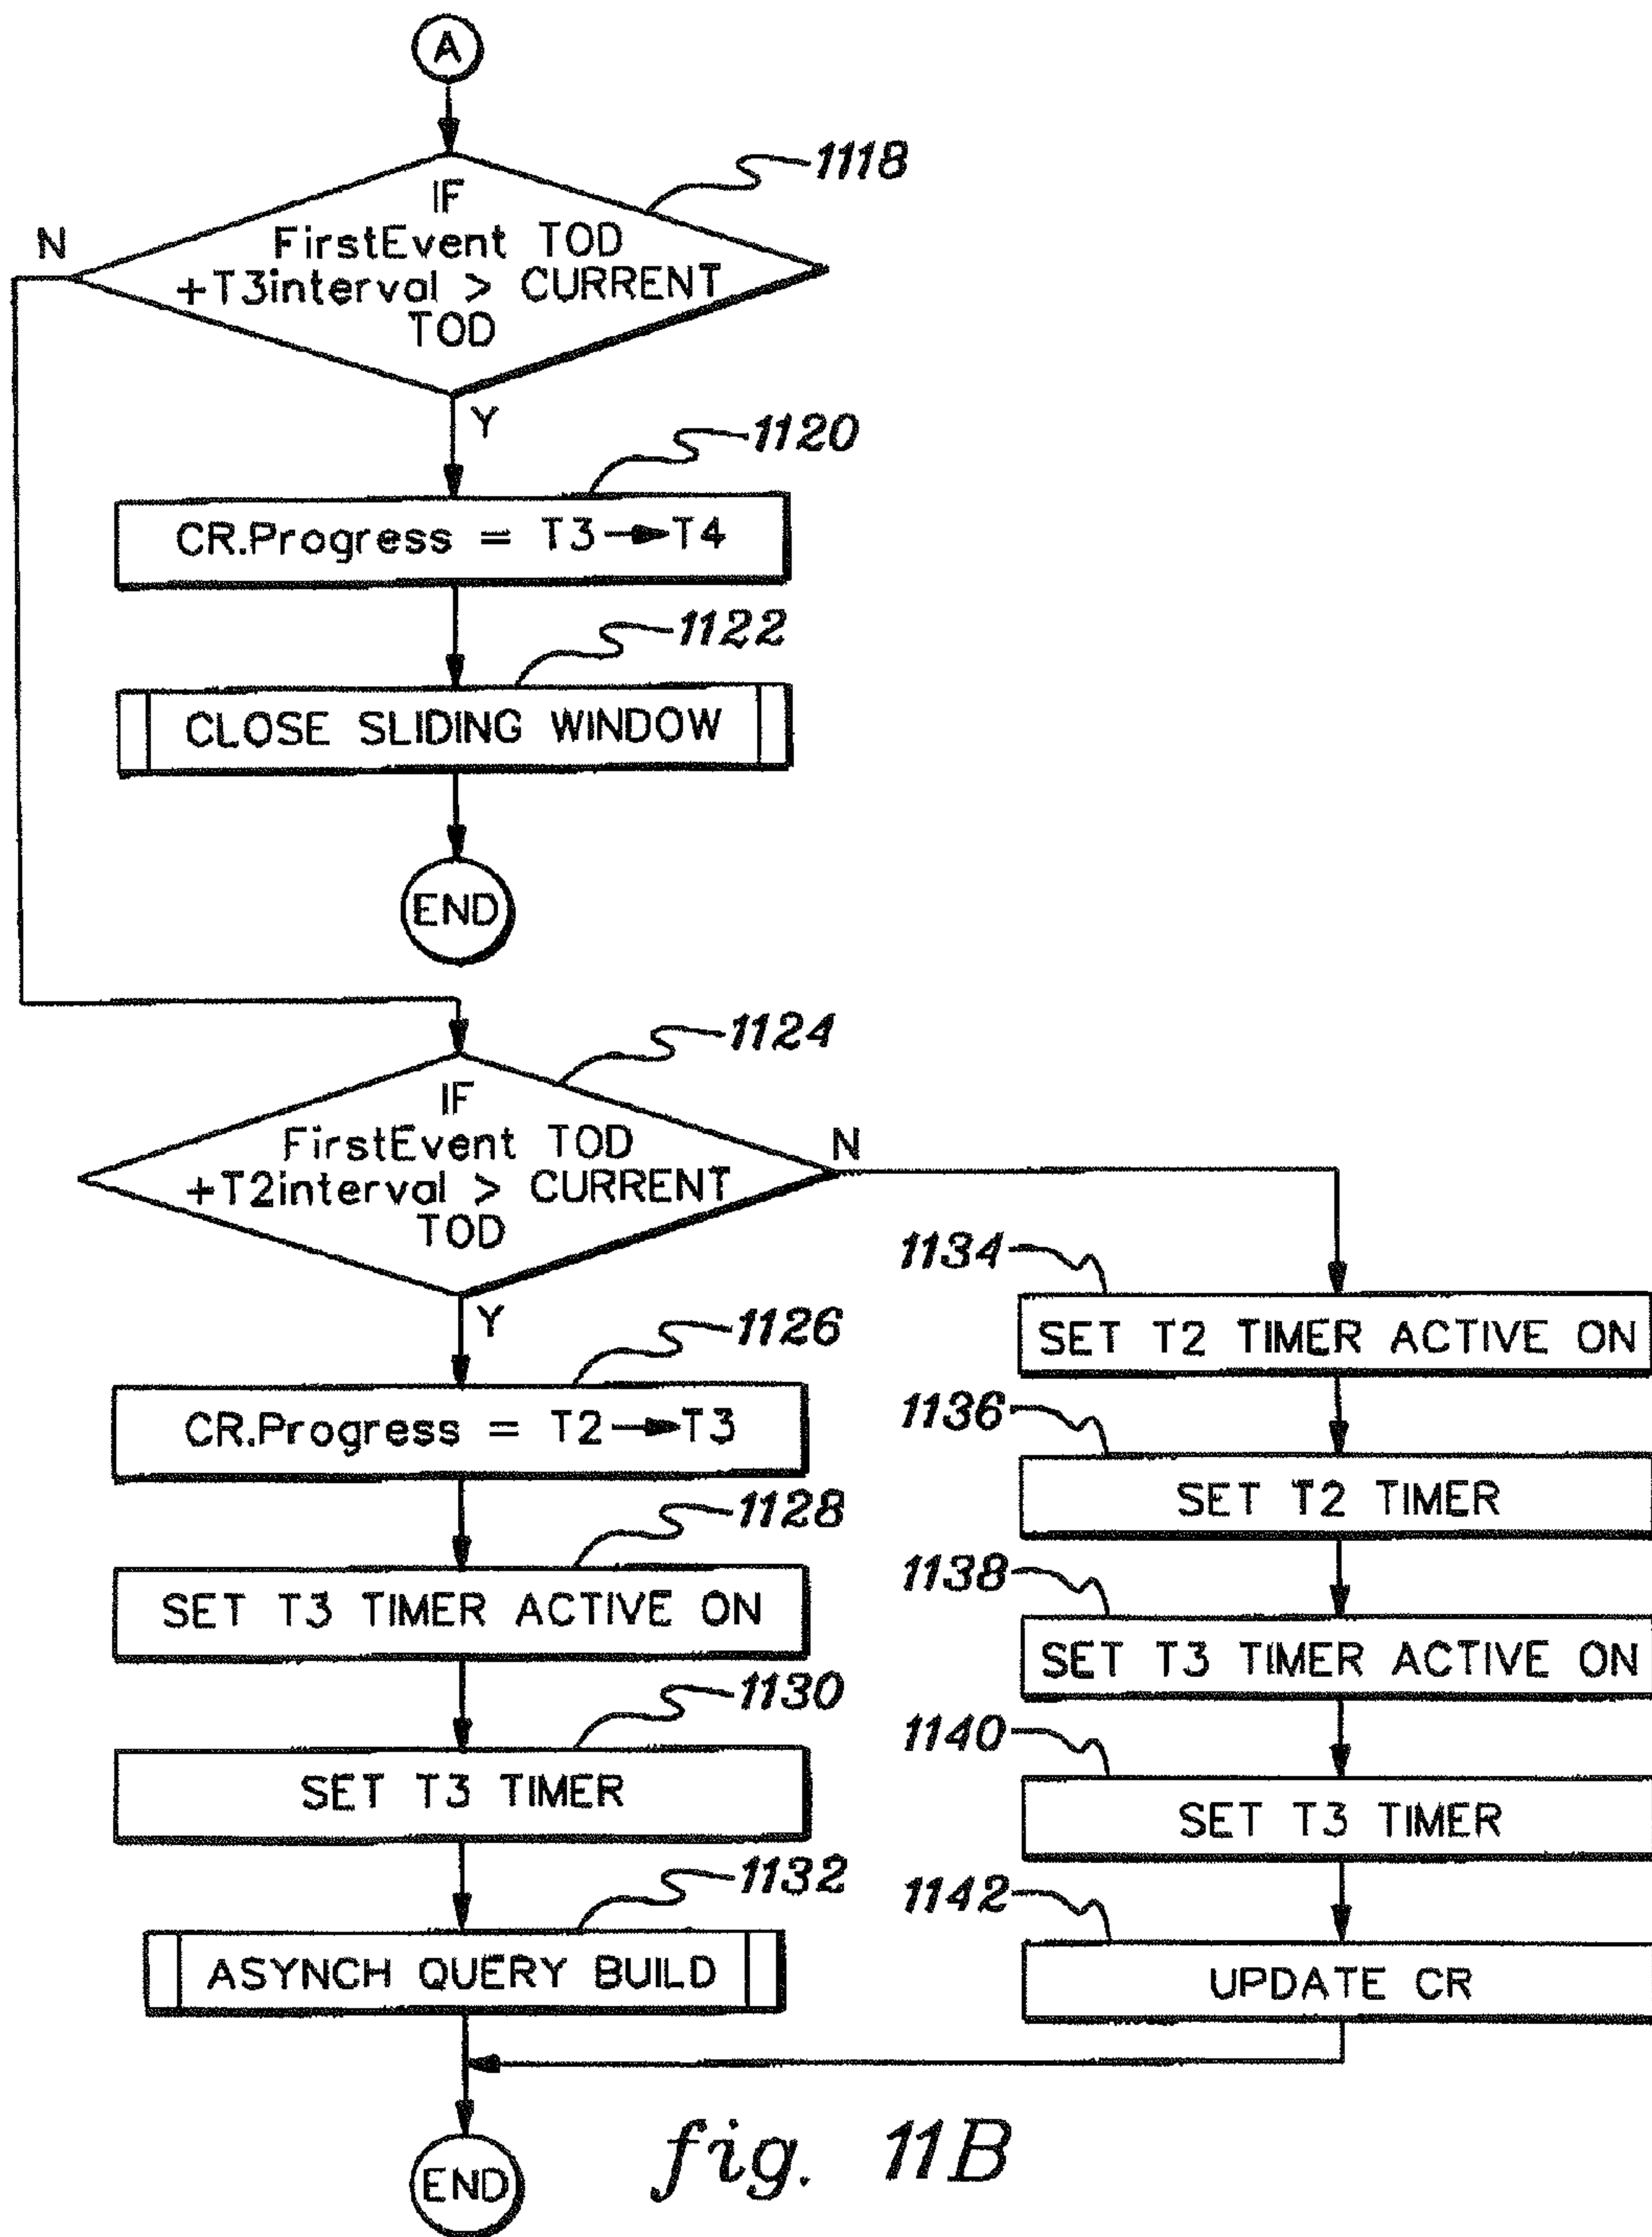 A
1118
IF
N
FirstEvent TOD
+T3interval > CURRENT
TOD
Y
1120
CR.Progress = T3→T4
1122
CLOSE SLIDING WINDOW
END
1124
IF
FirstEvent TOD
N
+T2interval > CURRENT
TOD
Y
1126
CR.Progress = T2→T3
1128
SET T3 TIMER ACTIVE ON
1130
SET T3 TIMER
1132
ASYNCH QUERY BUILD
1134
SET T2 TIMER ACTIVE ON
1136
SET T2 TIMER
1138
SET T3 TIMER ACTIVE ON
1140
SET T3 TIMER
1142
UPDATE CR
END
fig. 11B